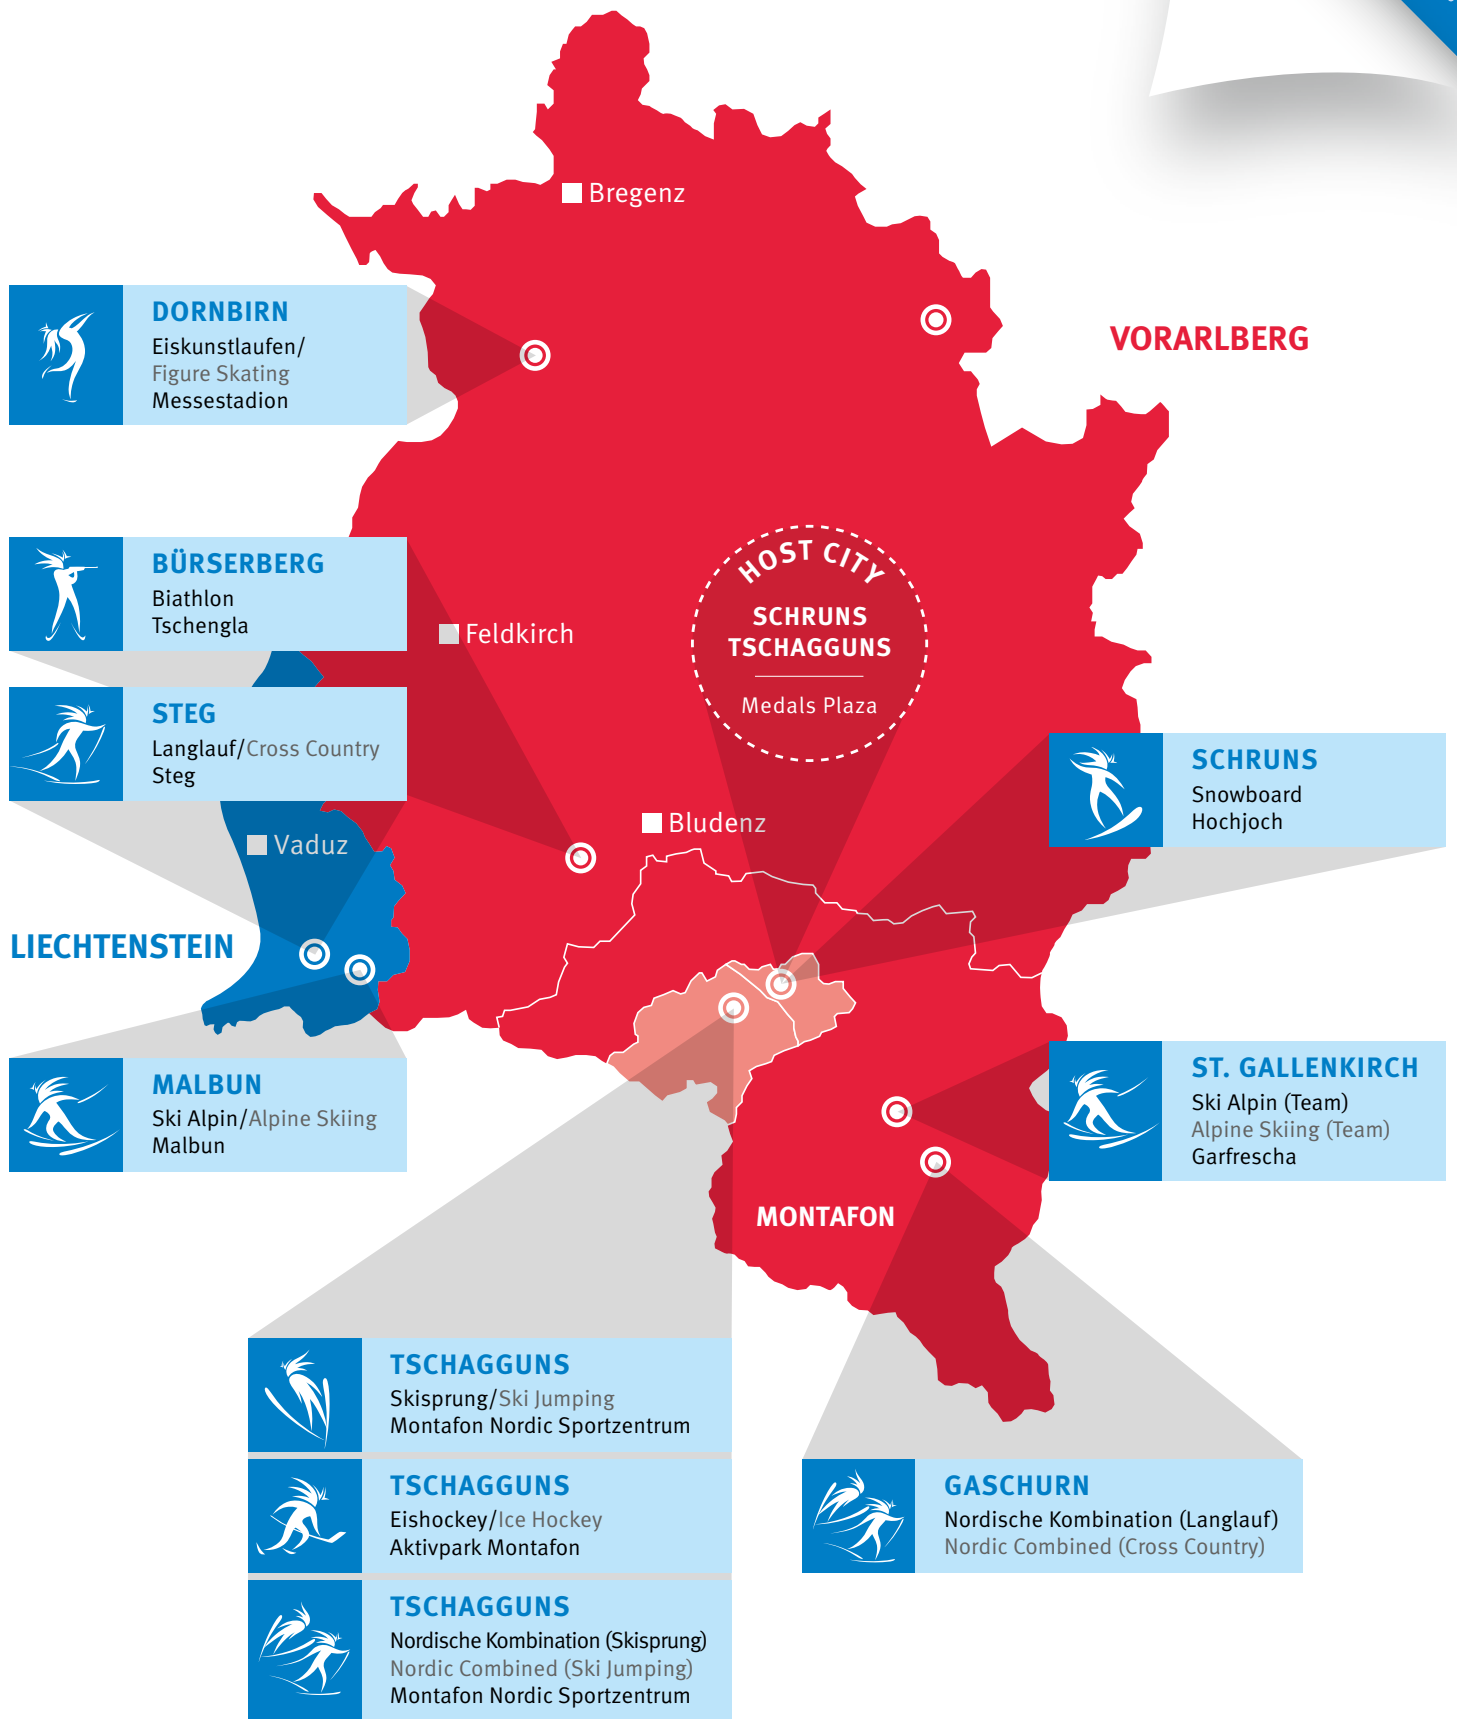 Bregenz
DORNBIRN
Eiskunstlaufen/
Figure Skating
Messestadion
VORARLBERG
BÜRSERBERG
Biathlon
Tschengla
Feldkirch
HOST CITY
SCHRUNS
TSCHAGGUNS
Medals Plaza
STEG
Langlauf/Cross Country
Steg
SCHRUNS
Snowboard
Hochjoch
Bludenz
Vaduz
LIECHTENSTEIN
MALBUN
Ski Alpin/Alpine Skiing
Malbun
ST. GALLENKIRCH
Ski Alpin (Team)
Alpine Skiing (Team)
Garfrescha
MONTAFON
TSCHAGGUNS
Skisprung/Ski Jumping
Montafon Nordic Sportzentrum
TSCHAGGUNS
Eishockey/Ice Hockey
Aktivpark Montafon
TSCHAGGUNS
Nordische Kombination (Skisprung)
Nordic Combined (Ski Jumping)
Montafon Nordic Sportzentrum
GASCHURN
Nordische Kombination (Langlauf)
Nordic Combined (Cross Country)